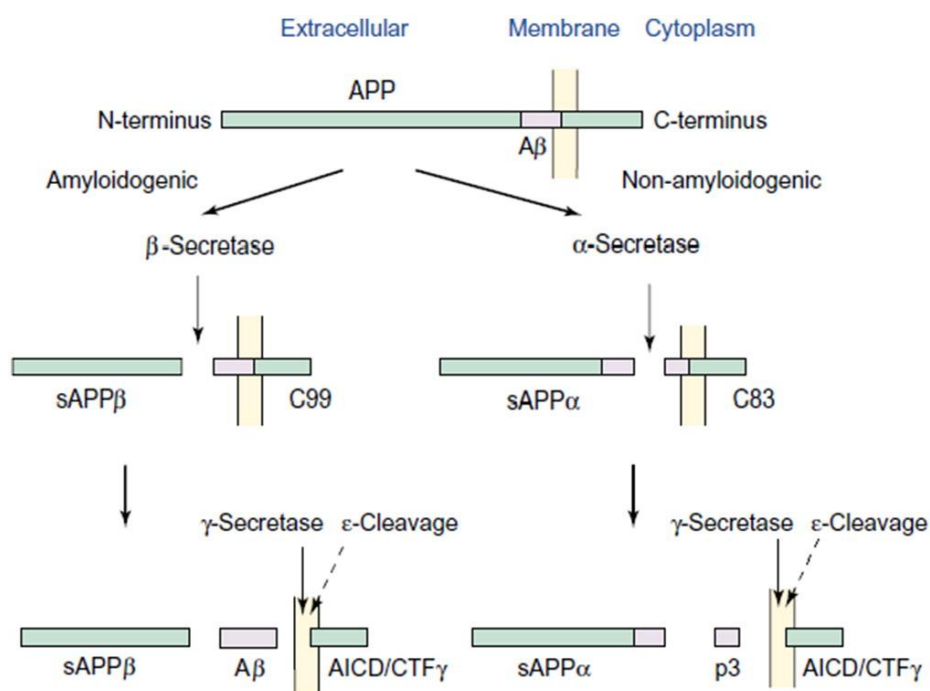 Extracellular Membrane Cytoplasm
APP
N-terminus C-terminus
Aβ
Amyloidogenic Non-amyloidogenic
β-Secretase α-Secretase
sAPPβ C99 sAPPα C83
γ-Secretase ε-Cleavage γ-Secretase ε-Cleavage
sAPPβ Aβ AICD/CTFγ sAPPα p3 AICD/CTFγ